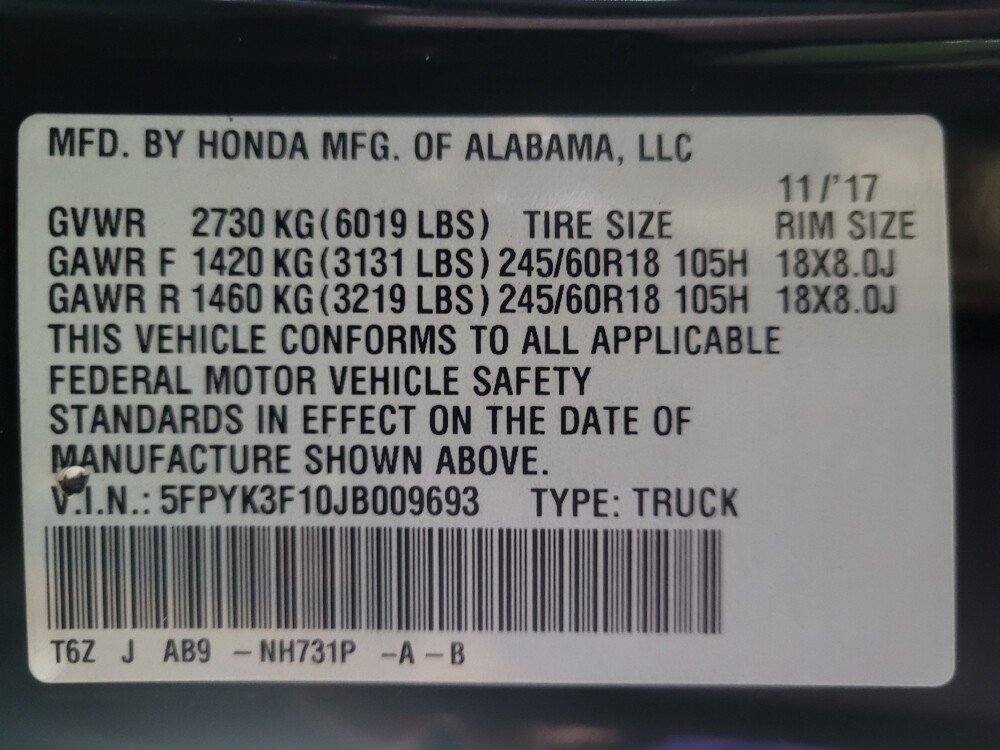 MFD. BY HONDA MFG. OF ALABAMA, LLC
11/'17
GVWR 2730 KG (6019 LBS) TIRE SIZE RIM SIZE
GAWR F 1420 KG (3131 LBS) 245/60R18 105H 18X8.0J
GAWR R 1460 KG (3219 LBS) 245/60R18 105H 18X8.0J
THIS VEHICLE CONFORMS TO ALL APPLICABLE
FEDERAL MOTOR VEHICLE SAFETY
STANDARDS IN EFFECT ON THE DATE OF
MANUFACTURE SHOWN ABOVE.
V.I.N.: 5FPYK3F10JB009693 TYPE: TRUCK
T6Z J AB9 – NH731P –A – B